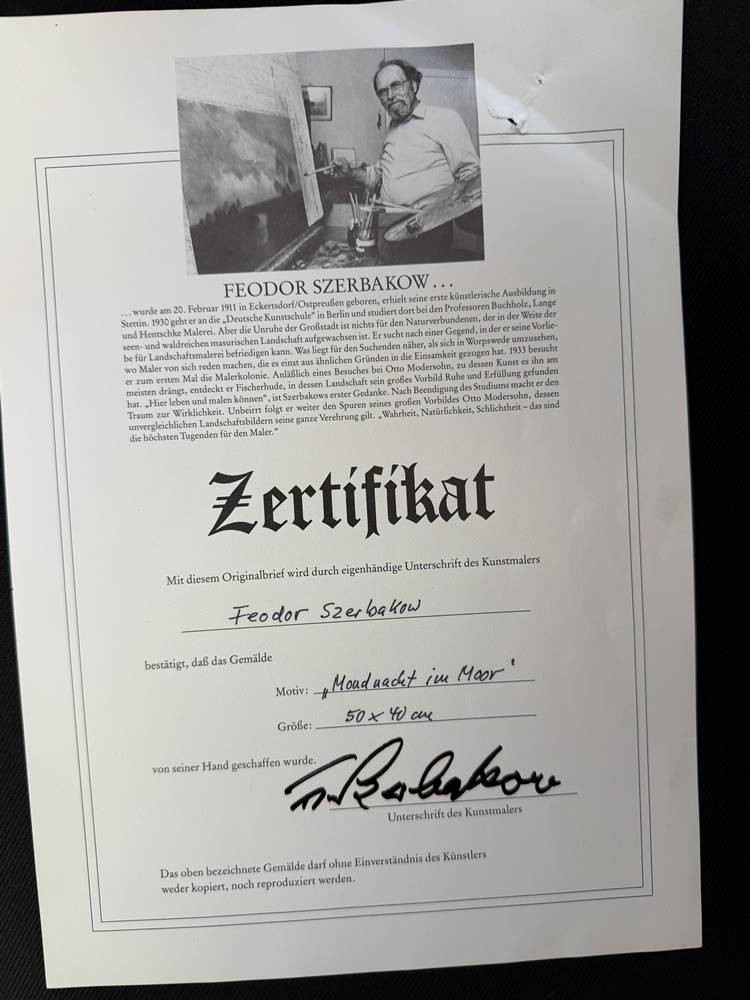 FEODOR SZERBAKOW...
...wurde am 20. Februar 1911 in Eckertsdorf/Ostpreußen geboren, erhielt seine erste künstlerische Ausbildung in
Stettin. 1930 geht er an die „Deutsche Kunstschule" in Berlin und studiert dort bei den Professoren Buchholz, Lange
und Hentschke Malerei. Aber die Unruhe der Großstadt ist nichts für den Naturverbundenen, der in der Weite der
seen- und waldreichen masurischen Landschaft aufgewachsen ist. Er sucht nach einer Gegend, in der er seine Vorlie-
be für Landschaftsmalerei befriedigen kann. Was liegt für den Suchenden näher, als sich in Worpswede umzusehen,
wo Maler von sich reden machen, die es einst aus ähnlichen Gründen in die Einsamkeit gezogen hat. 1933 besucht
er zum ersten Mal die Malerkolonie. Anläßlich eines Besuches bei Otto Modersohn, zu dessen Kunst es ihn am
meisten drängt, entdeckt er Fischerhude, in dessen Landschaft sein großes Vorbild Ruhe und Erfüllung gefunden
hat. „Hier leben und malen können", ist Szerbakows erster Gedanke. Nach Beendigung des Studiums macht er den
Traum zur Wirklichkeit. Unbeirrt folgt er weiter den Spuren seines großen Vorbildes Otto Modersohn, dessen
unvergleichlichen Landschaftsbildern seine ganze Verehrung gilt. „Wahrheit, Natürlichkeit, Schlichtheit – das sind
die höchsten Tugenden für den Maler."
Zertifikat
Mit diesem Originalbrief wird durch eigenhändige Unterschrift des Kunstmalers
Feodor Szerbakow
bestätigt, daß das Gemälde
Motiv: „Mondnacht im Moor'
Größe: 50 x 40 cm
von seiner Hand geschaffen wurde.
F. Szerbakow
Unterschrift des Kunstmalers
Das oben bezeichnete Gemälde darf ohne Einverständnis des Künstlers
weder kopiert, noch reproduziert werden.